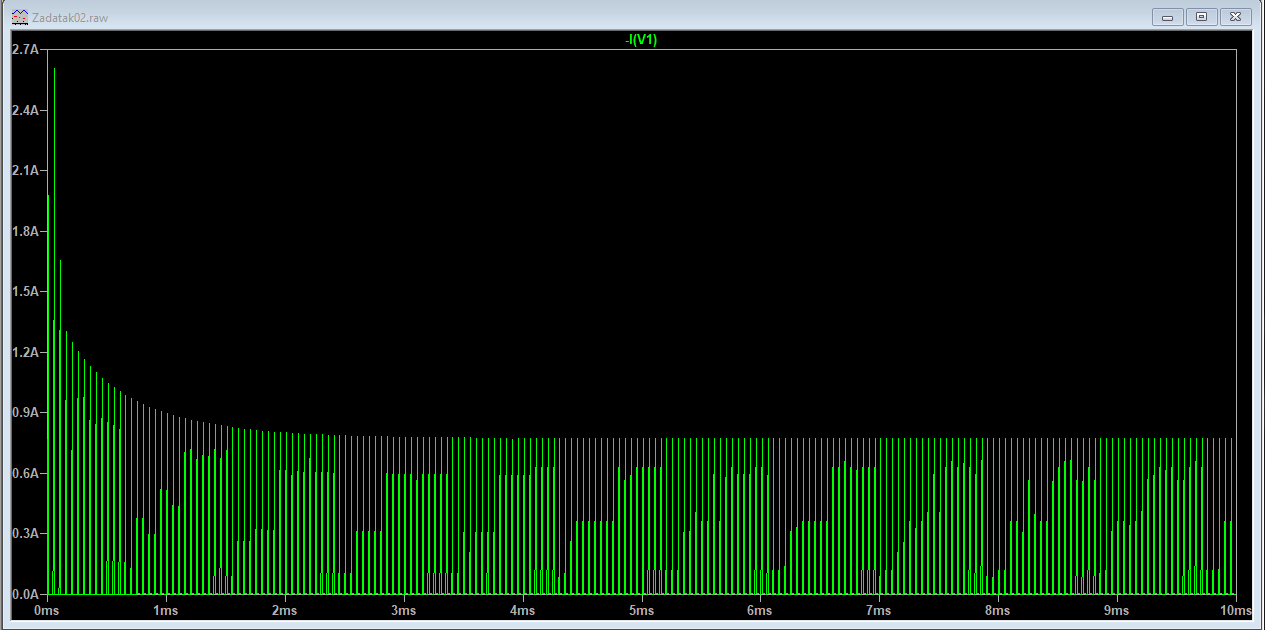 Zadatak02.raw
-I(V1)
2.7A
2.4A
2.1A
1.8A
1.5A
1.2A
0.9A
0.6A
0.3A
0.0A
0ms 1ms 2ms 3ms 4ms 5ms 6ms 7ms 8ms 9ms 10ms